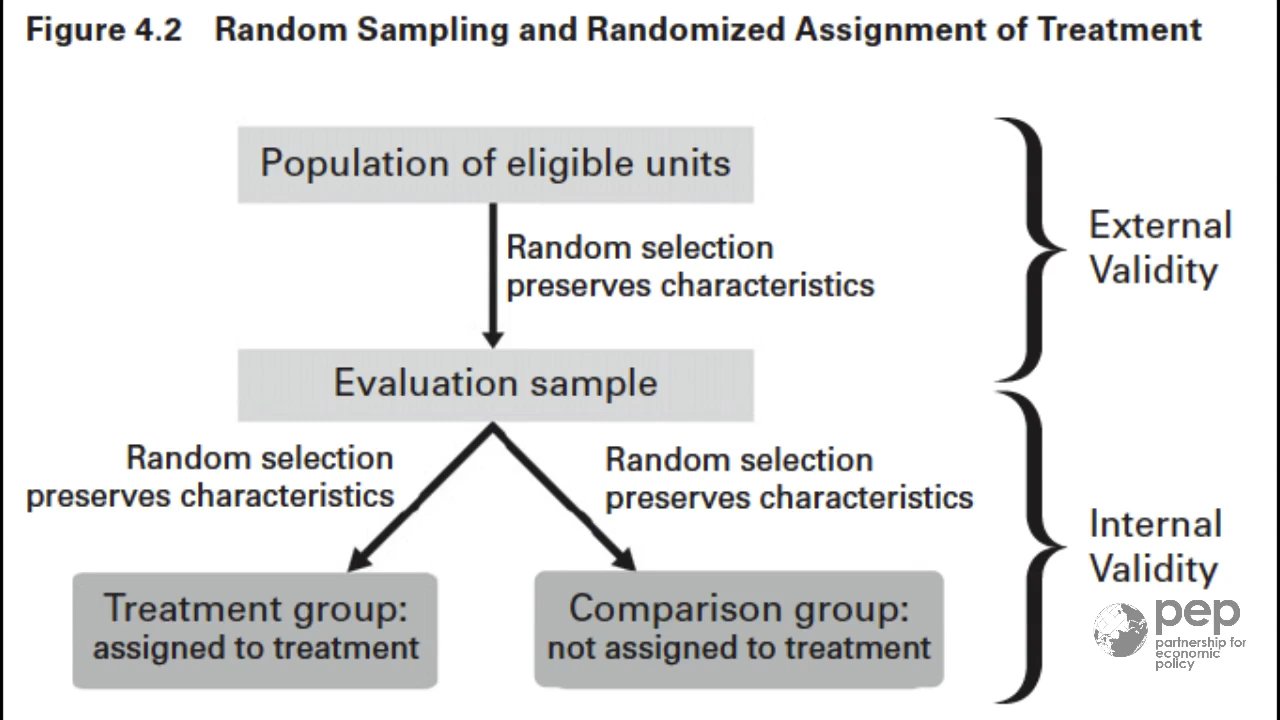 Figure 4.2 Random Sampling and Randomized Assignment of Treatment
Population of eligible units
Random selection
preserves characteristics
External
Validity
Evaluation sample
Random selection
preserves characteristics
Random selection
preserves characteristics
Internal
Validity
Treatment group:
assigned to treatment
Comparison group:
not assigned to treatment
pep
partnership for
economic
policy